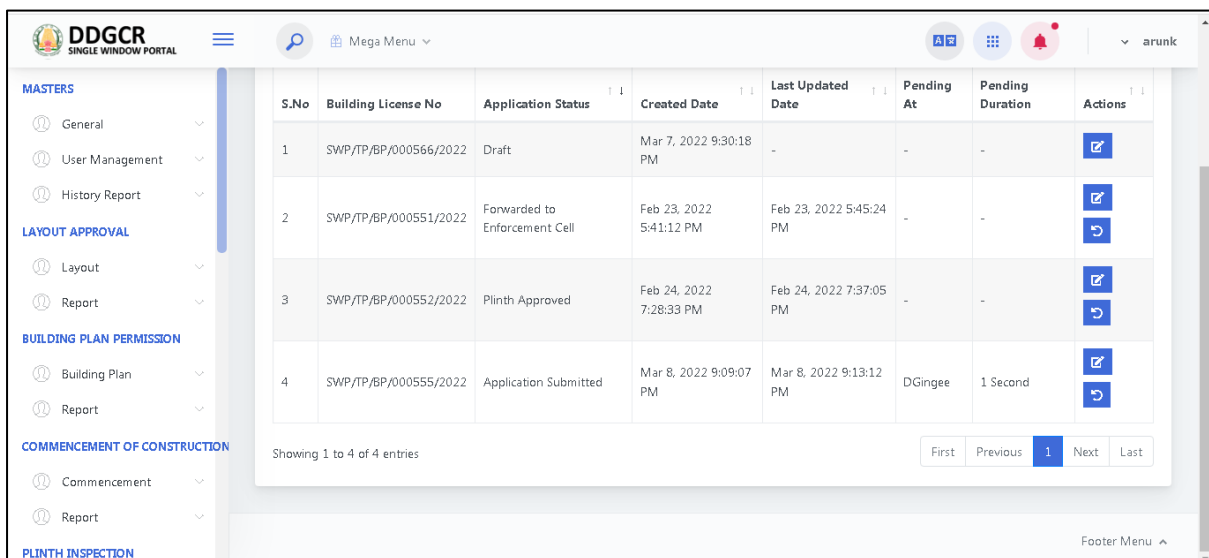 DDGCR
SINGLE WINDOW PORTAL
Mega Menu
arunk
MASTERS
General
User Management
History Report
LAYOUT APPROVAL
Layout
Report
BUILDING PLAN PERMISSION
Building Plan
Report
COMMENCEMENT OF CONSTRUCTION
Commencement
Report
PLINTH INSPECTION
S.No Building License No Application Status Created Date Last Updated Date Pending At Pending Duration Actions
1 SWP/TP/BP/000566/2022 Draft Mar 7, 2022 9:30:18 PM - - -
2 SWP/TP/BP/000551/2022 Forwarded to Enforcement Cell Feb 23, 2022 5:41:12 PM Feb 23, 2022 5:45:24 PM - -
3 SWP/TP/BP/000552/2022 Plinth Approved Feb 24, 2022 7:28:33 PM Feb 24, 2022 7:37:05 PM - -
4 SWP/TP/BP/000555/2022 Application Submitted Mar 8, 2022 9:09:07 PM Mar 8, 2022 9:13:12 PM DGingee 1 Second
Showing 1 to 4 of 4 entries
First Previous 1 Next Last
Footer Menu